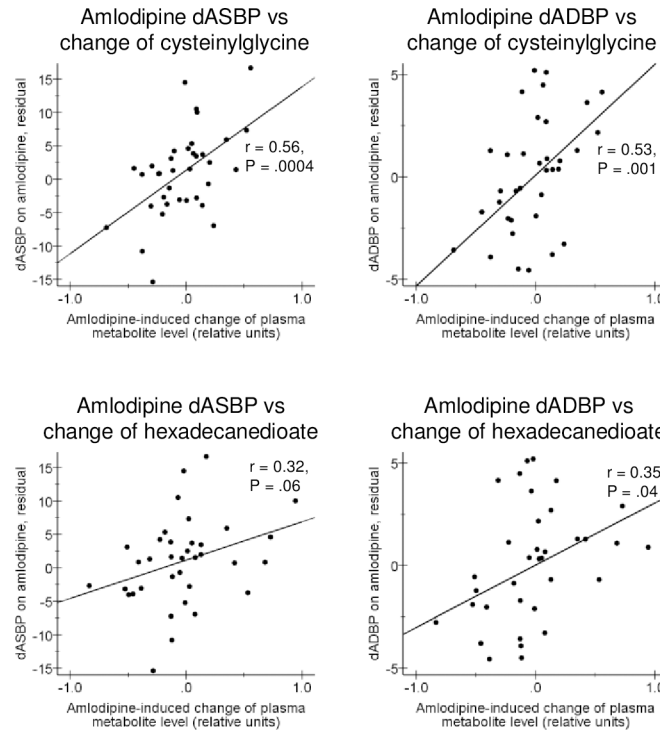 Amlodipine dASBP vs
change of cysteinylglycine
dASBP on amlodipine, residual
15
10
5
0
-5
-10
-15
r = 0.56,
P = .0004
-1.0
.0
1.0
Amlodipine-induced change of plasma
metabolite level (relative units)
Amlodipine dADBP vs
change of cysteinylglycine
dADBP on amlodipine, residual
5
0
-5
r = 0.53,
P = .001
-1.0
.0
1.0
Amlodipine-induced change of plasma
metabolite level (relative units)
Amlodipine dASBP vs
change of hexadecanedioate
dASBP on amlodipine, residual
15
10
5
0
-5
-10
-15
r = 0.32,
P = .06
-1.0
.0
1.0
Amlodipine-induced change of plasma
metabolite level (relative units)
Amlodipine dADBP vs
change of hexadecanedioate
dADBP on amlodipine, residual
5
0
-5
r = 0.35
P = .04
-1.0
.0
1.0
Amlodipine-induced change of plasma
metabolite level (relative units)